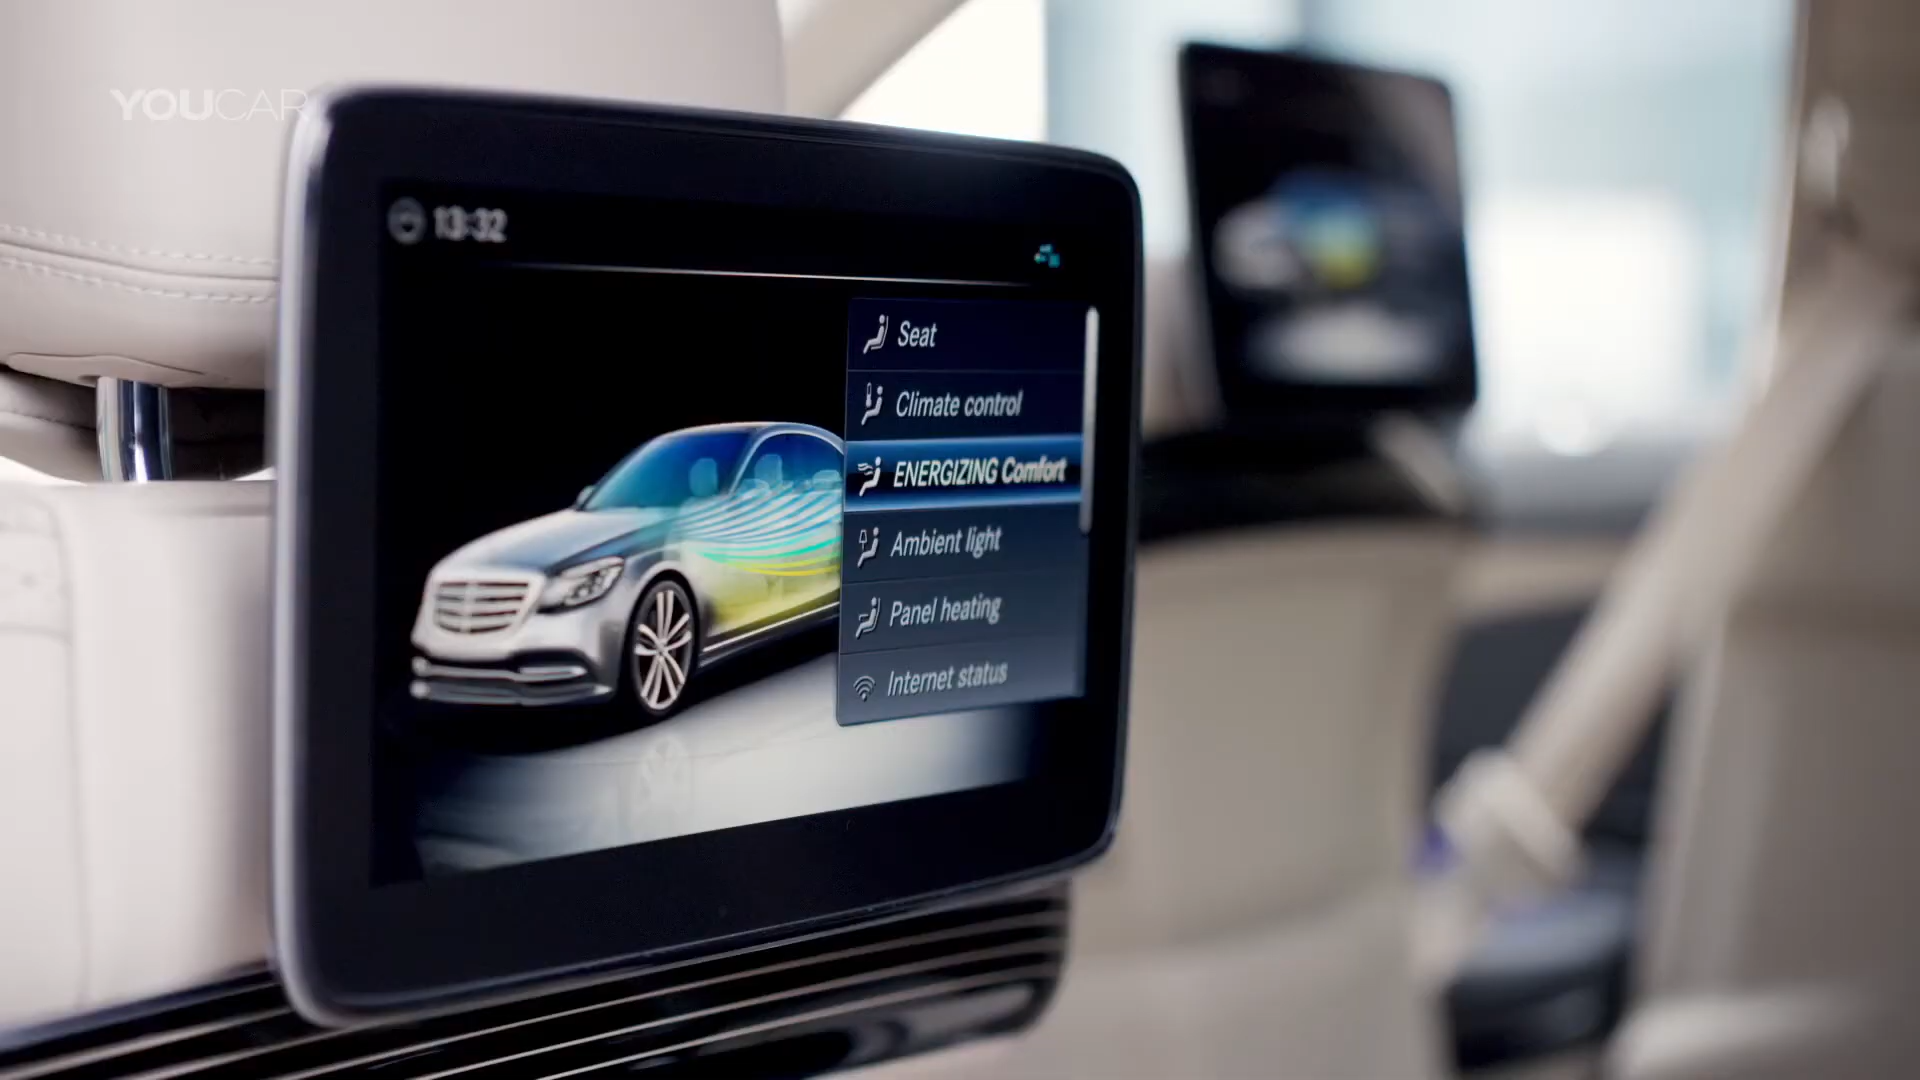 YOUCAR
13:32
Seat
Climate control
ENERGIZING Comfort
Ambient light
Panel heating
Internet status